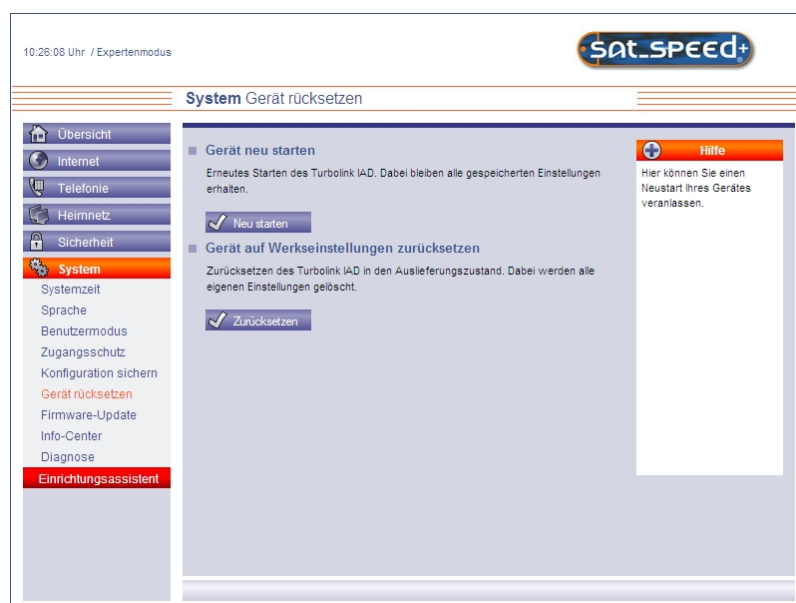 10:26:08 Uhr / Expertenmodus
sat_speed+
System Gerät rücksetzen
Übersicht
Internet
Telefonie
Heimnetz
Sicherheit
System
Systemzeit
Sprache
Benutzermodus
Zugangsschutz
Konfiguration sichern
Gerät rücksetzen
Firmware-Update
Info-Center
Diagnose
Einrichtungsassistent
Gerät neu starten
Erneutes Starten des Turbolink IAD. Dabei bleiben alle gespeicherten Einstellungen
erhalten.
Neu starten
Gerät auf Werkseinstellungen zurücksetzen
Zurücksetzen des Turbolink IAD in den Auslieferungszustand. Dabei werden alle
eigenen Einstellungen gelöscht.
Zurücksetzen
Hilfe
Hier können Sie einen
Neustart Ihres Gerätes
veranlassen.